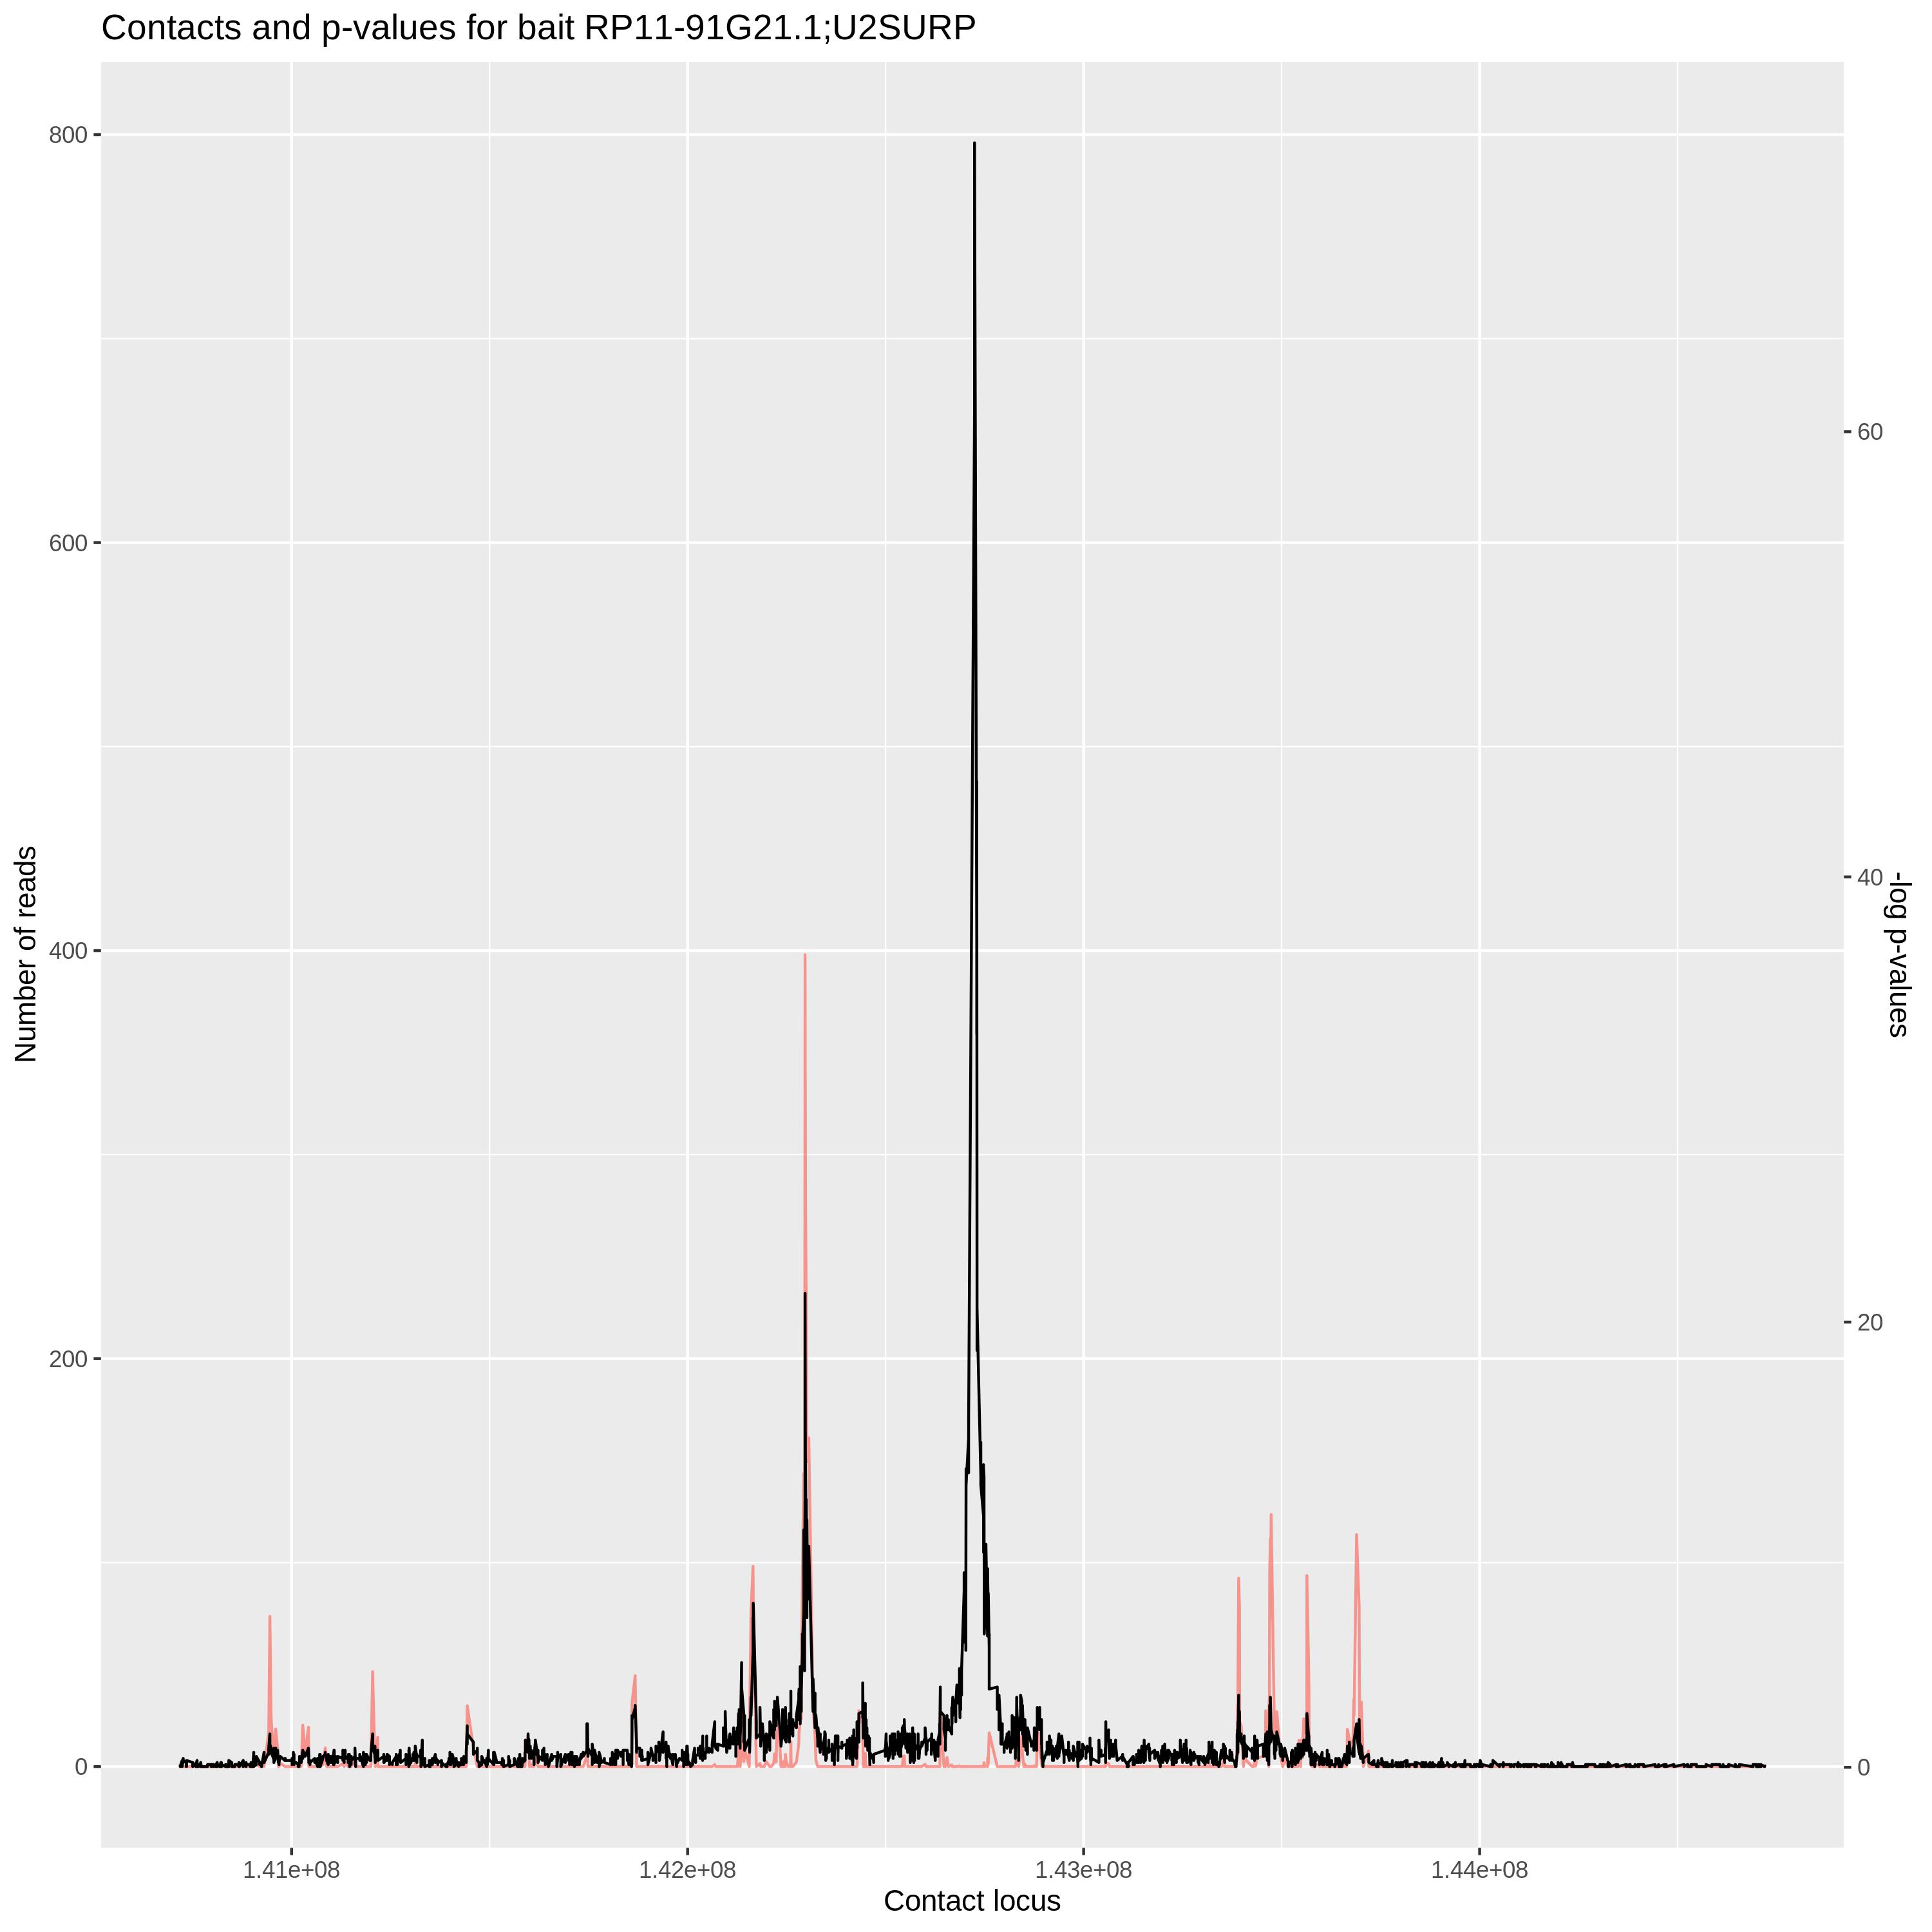 Contacts and p-values for bait RP11-91G21.1;U2SURP
800
600
400
200
0
Number of reads
60
40
20
0
-log p-values
1.41e+08 1.42e+08 1.43e+08 1.44e+08
Contact locus